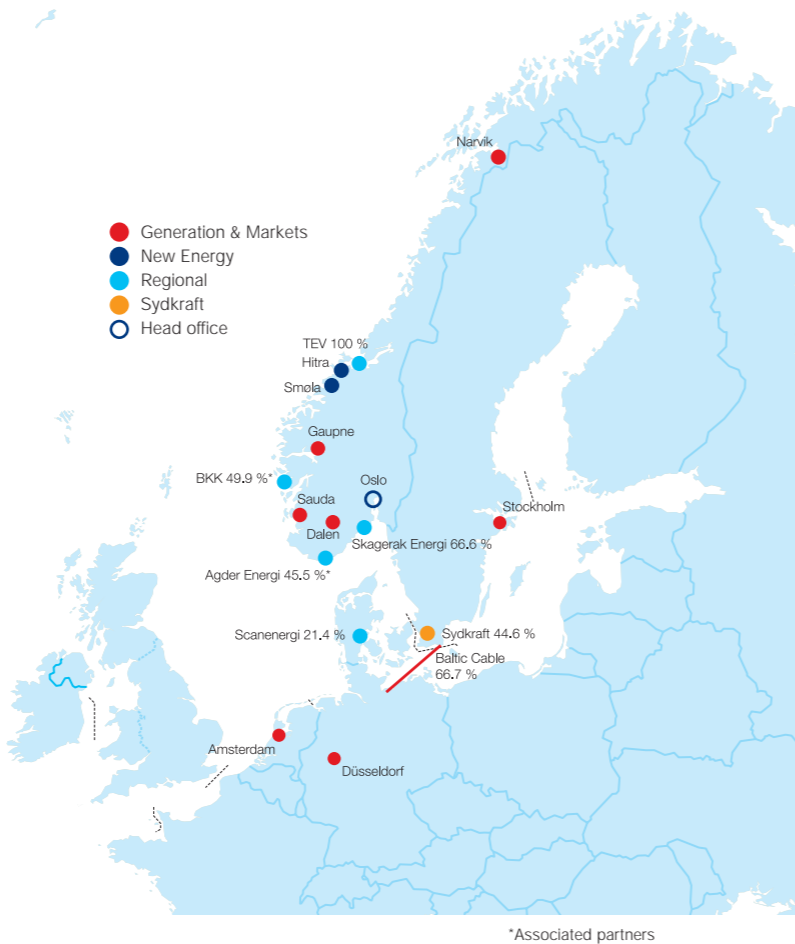 Narvik
Generation & Markets
New Energy
Regional
Sydkraft
Head office
TEV 100 %
Hitra
Smøla
Gaupne
BKK 49.9 %*
Oslo
Sauda
Stockholm
Dalen
Skagerak Energi 66.6 %
Agder Energi 45.5 %*
Scanenergi 21.4 %
Sydkraft 44.6 %
Baltic Cable
66.7 %
Amsterdam
Düsseldorf
*Associated partners